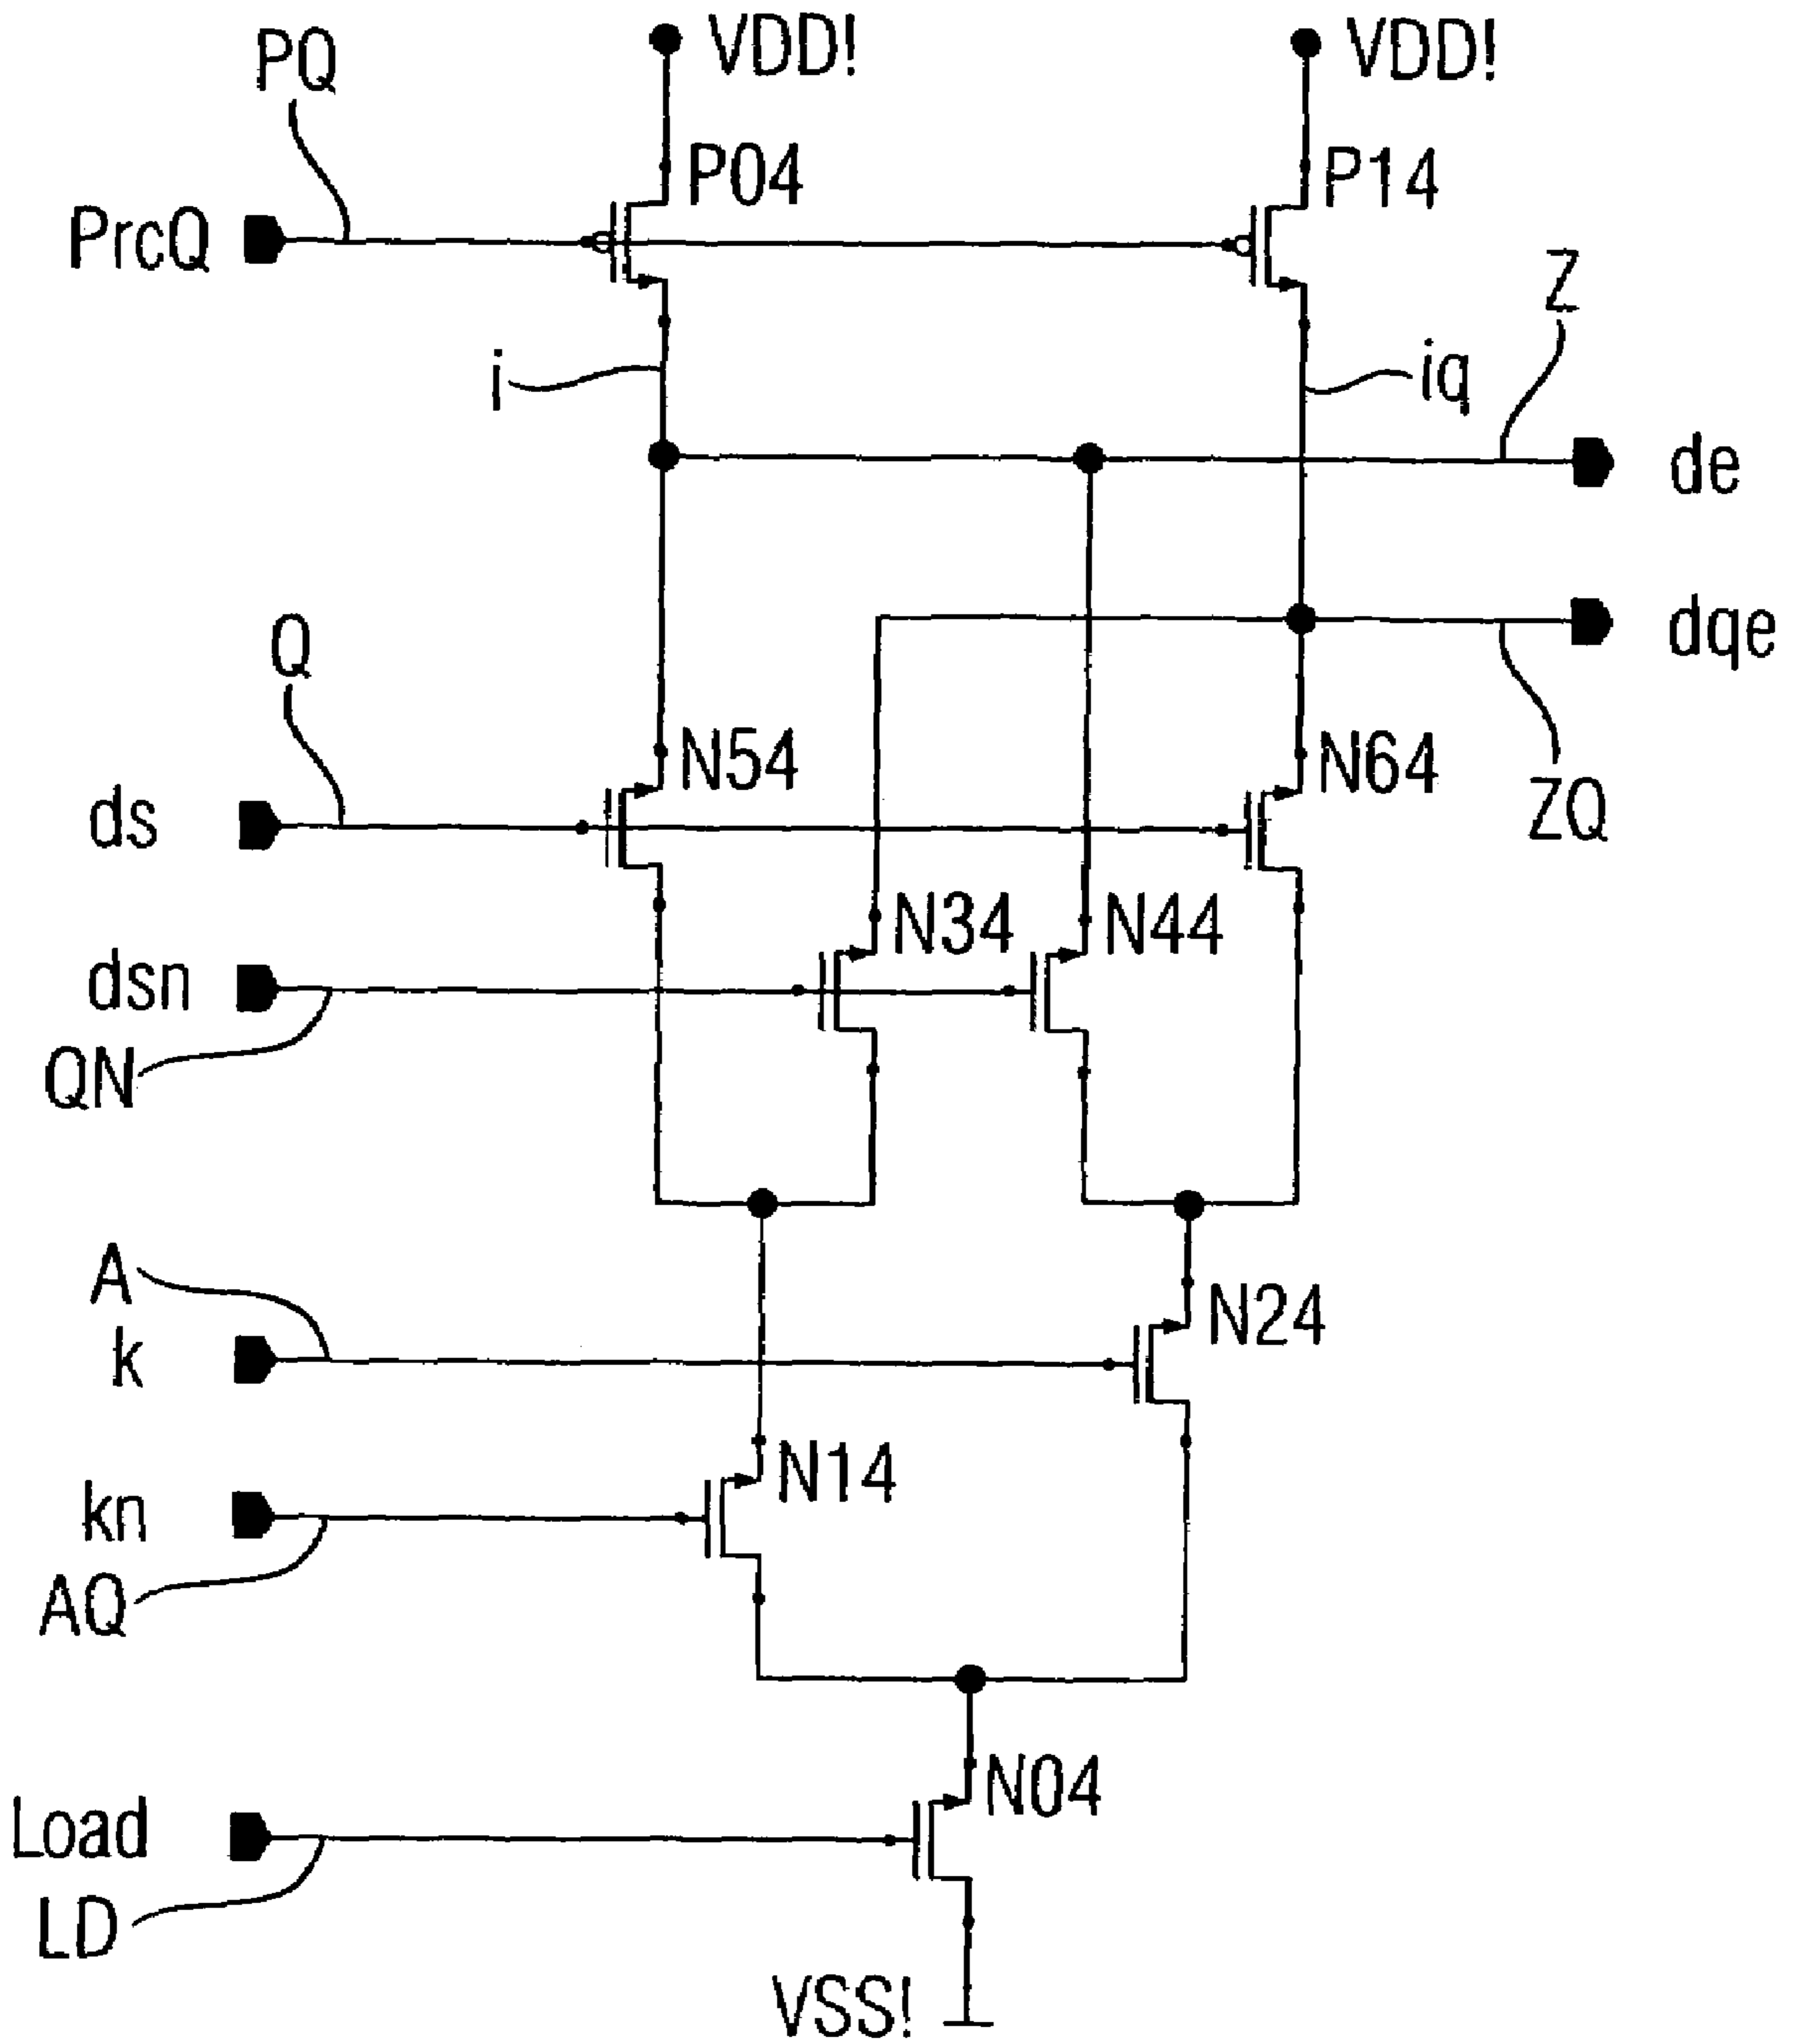 PQ
VDD!
VDD!
P04
P14
PrcQ
Z
i
iq
de
Q
dqe
N54
N64
ds
ZQ
N34
N44
dsn
QN
A
N24
k
N14
kn
AQ
N04
Load
LD
VSS!